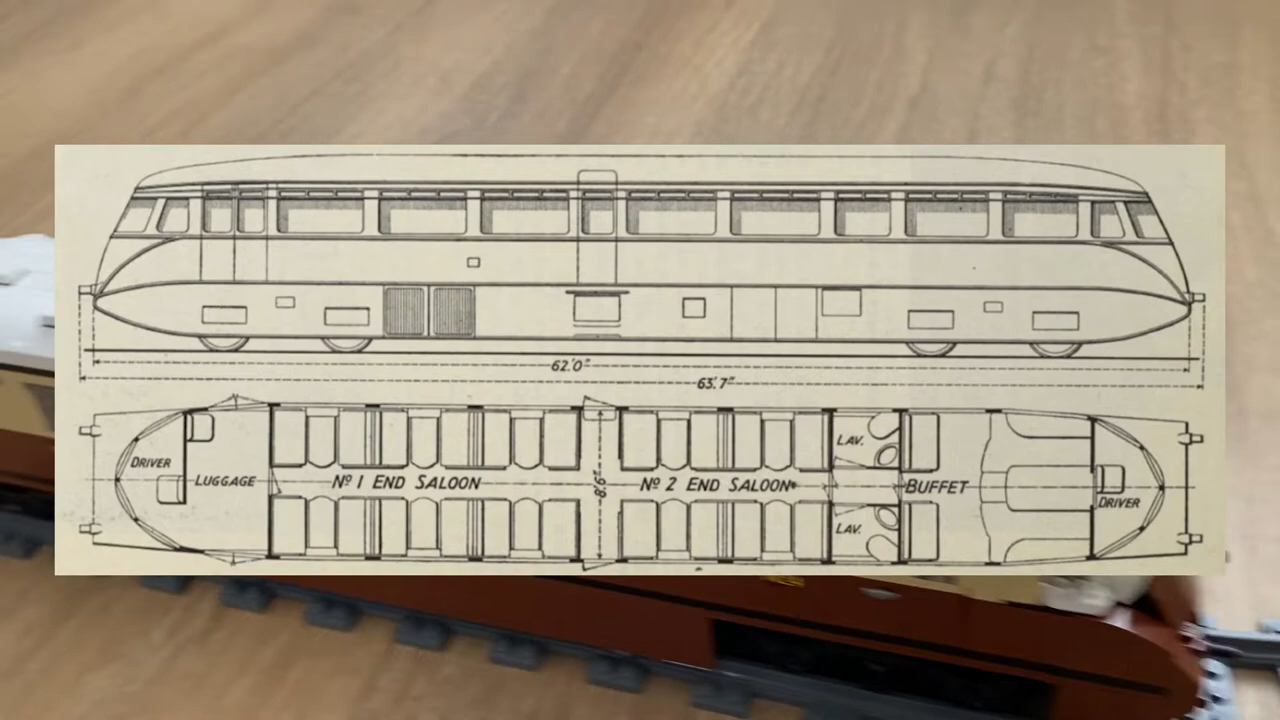 62'.0"
63'.7"
DRIVER
LUGGAGE
Nº 1 END SALOON
8'.6"
Nº 2 END SALOON
LAV.
LAV.
BUFFET
DRIVER